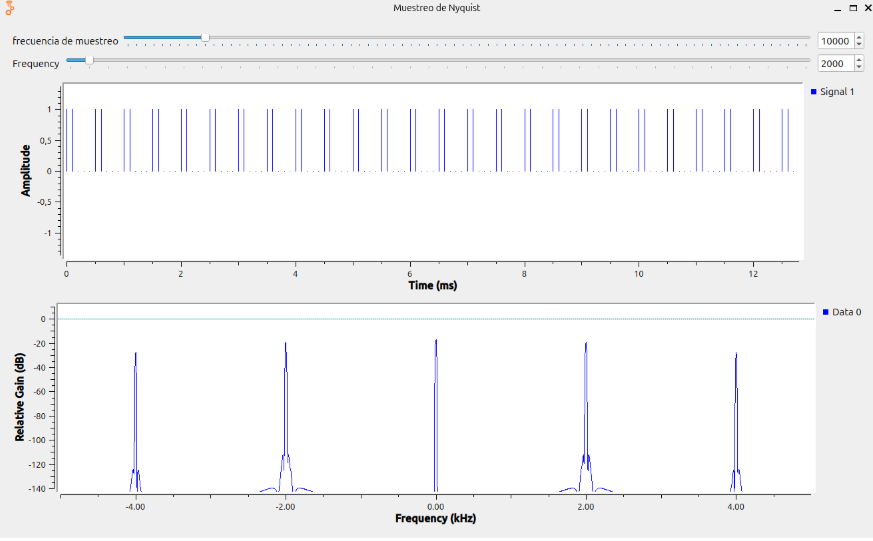 Muestreo de Nyquist
frecuencia de muestreo 10000
Frequency 2000
Signal 1
Amplitude
1
0,5
0
-0,5
-1
0 2 4 6 8 10 12
Time (ms)
Data 0
Relative Gain (dB)
0
-20
-40
-60
-80
-100
-120
-140
-4.00 -2.00 0.00 2.00 4.00
Frequency (kHz)